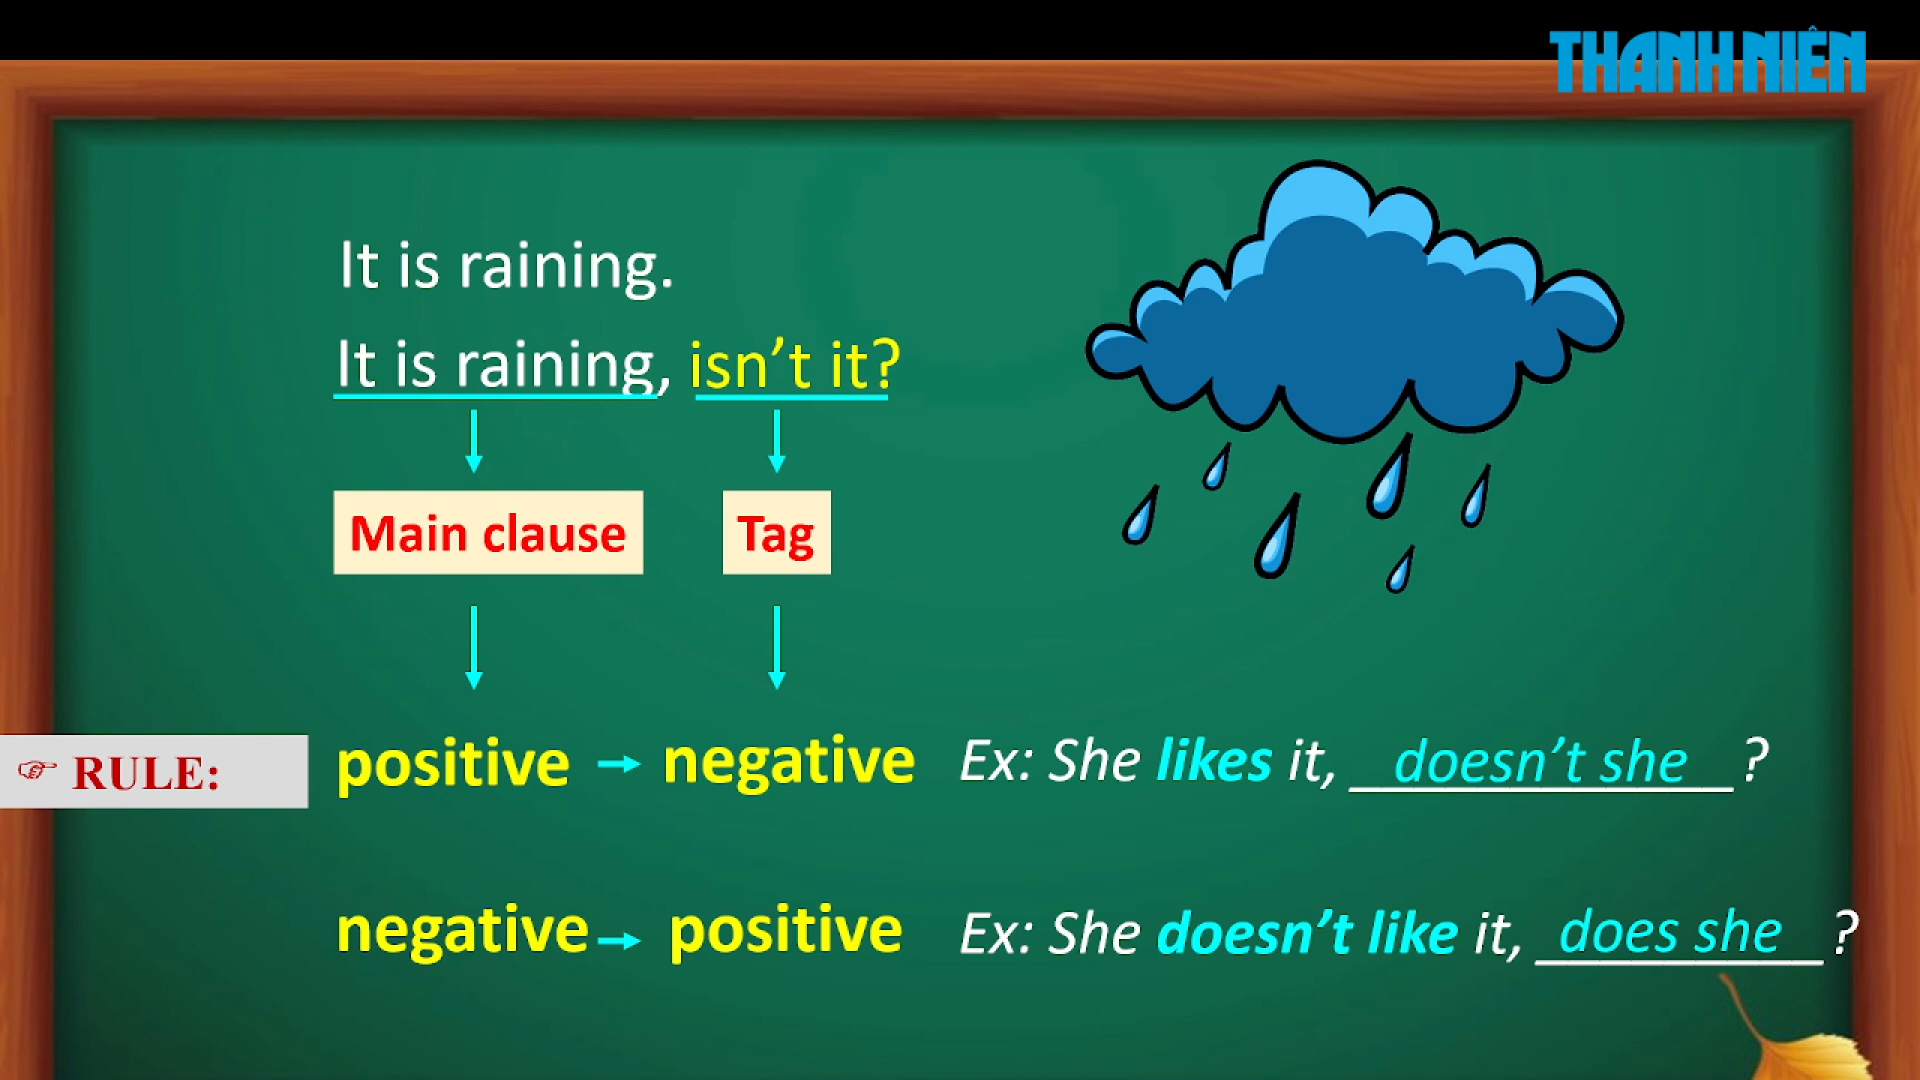 THANH NIÊN
It is raining.
It is raining, isn’t it?
Main clause Tag
☞ RULE: positive → negative Ex: She likes it, doesn’t she?
negative → positive Ex: She doesn’t like it, does she?